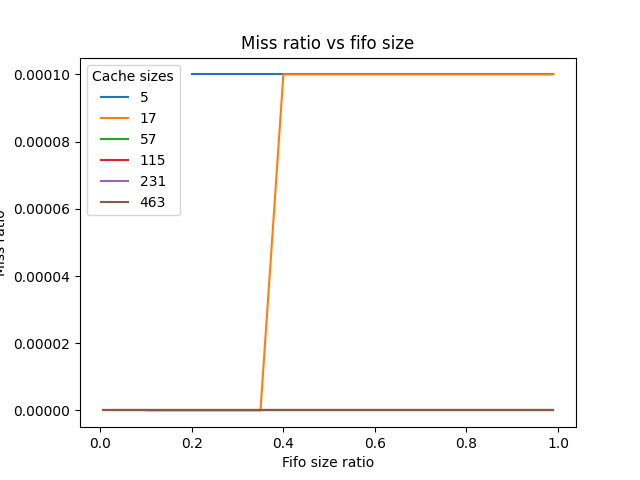 Miss ratio vs fifo size
Miss ratio
Cache sizes
5
17
57
115
231
463
0.00010
0.00008
0.00006
0.00004
0.00002
0.00000
0.0 0.2 0.4 0.6 0.8 1.0
Fifo size ratio